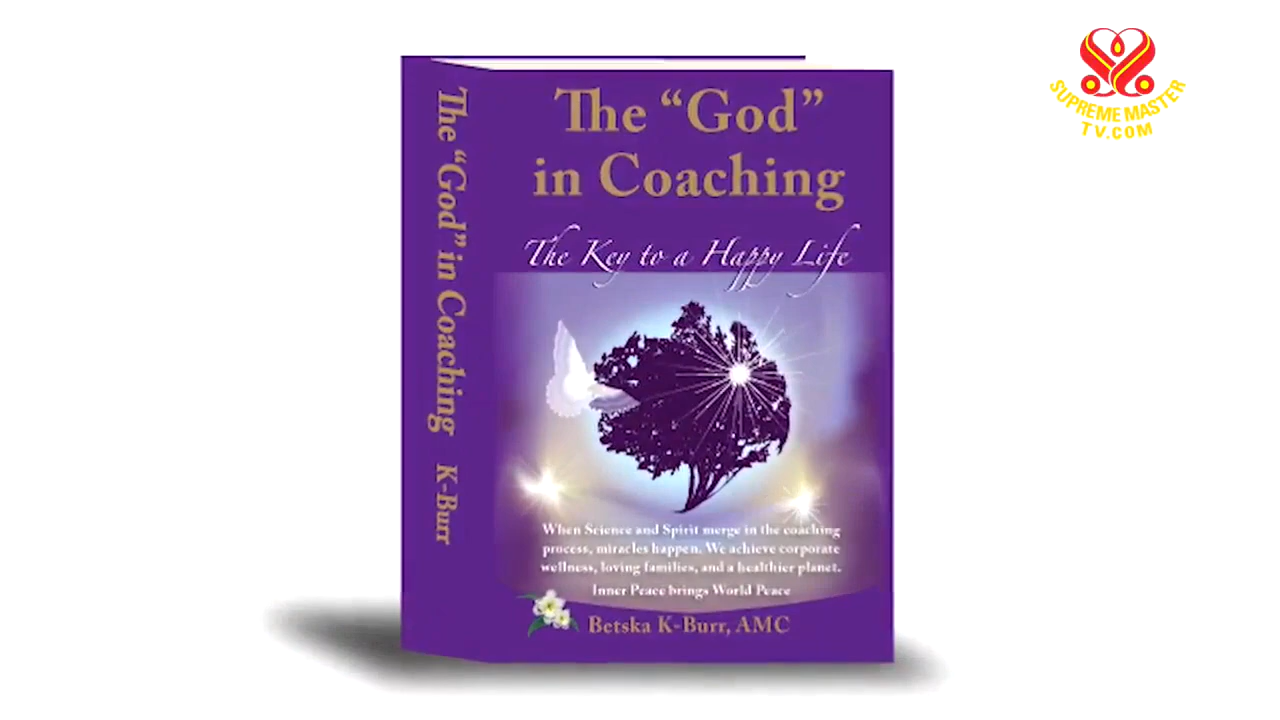 The "God" in Coaching K-Burr
The “God”
in Coaching
The Key to a Happy Life
When Science and Spirit merge in the coaching
process, miracles happen. We achieve corporate
wellness, loving families, and a healthier planet.
Inner Peace brings World Peace
Betska K-Burr, AMC
SUPREME MASTER
TV.COM